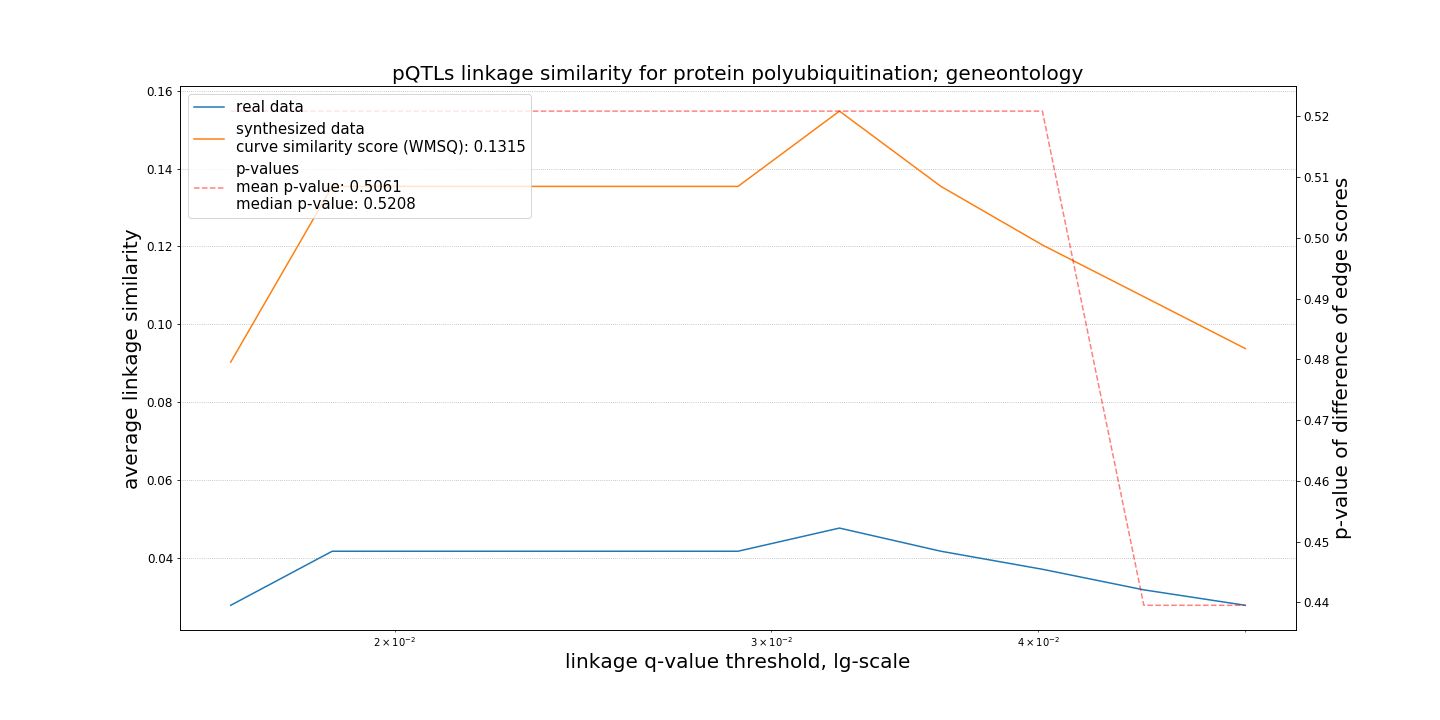 pQTLs linkage similarity for protein polyubiquitination; geneontology
real data
synthesized data
curve similarity score (WMSQ): 0.1315
p-values
mean p-value: 0.5061
median p-value: 0.5208
average linkage similarity
0.16
0.14
0.12
0.10
0.08
0.06
0.04
2 × 10⁻²
3 × 10⁻²
4 × 10⁻²
linkage q-value threshold, lg-scale
0.52
0.51
0.50
0.49
0.48
0.47
0.46
0.45
0.44
p-value of difference of edge scores